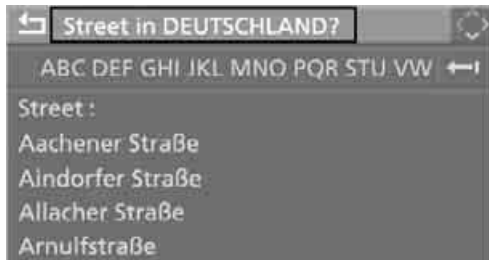 Street in DEUTSCHLAND?
ABC DEF GHI JKL MNO PQR STU VW
Street :
Aachener Straße
Aindorfer Straße
Allacher Straße
Arnulfstraße